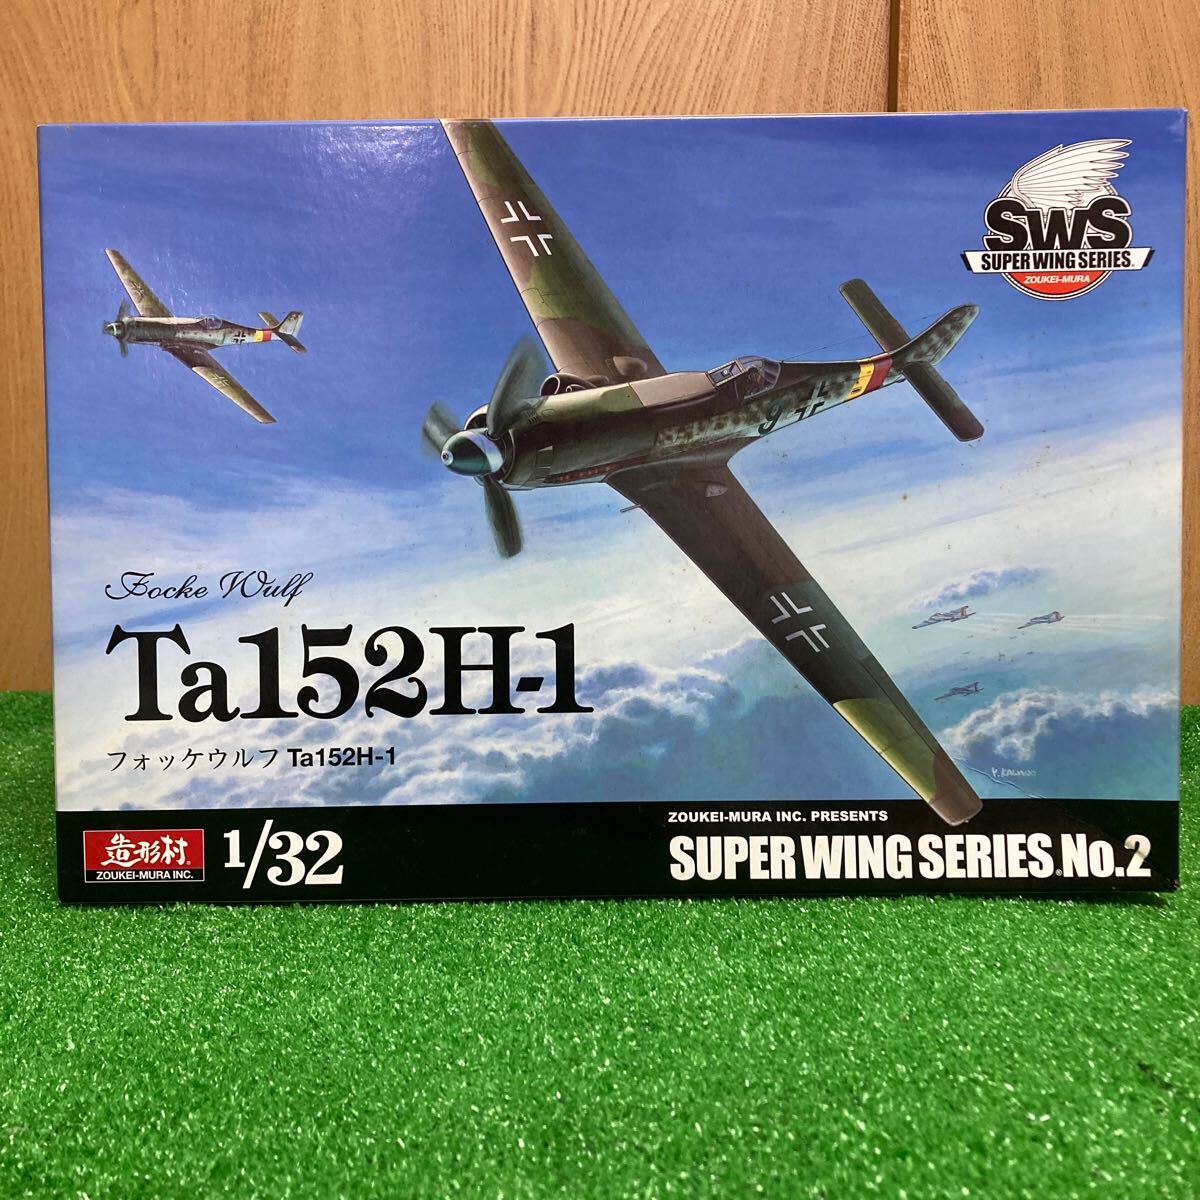 SWS
SUPER WING SERIES
ZOUKEI-MURA
9
Focke Wulf
Ta152H-1
フォッケウルフ Ta152H-1
造形村®
ZOUKEI-MURA INC.
1/32
ZOUKEI-MURA INC. PRESENTS
SUPER WING SERIES® No.2